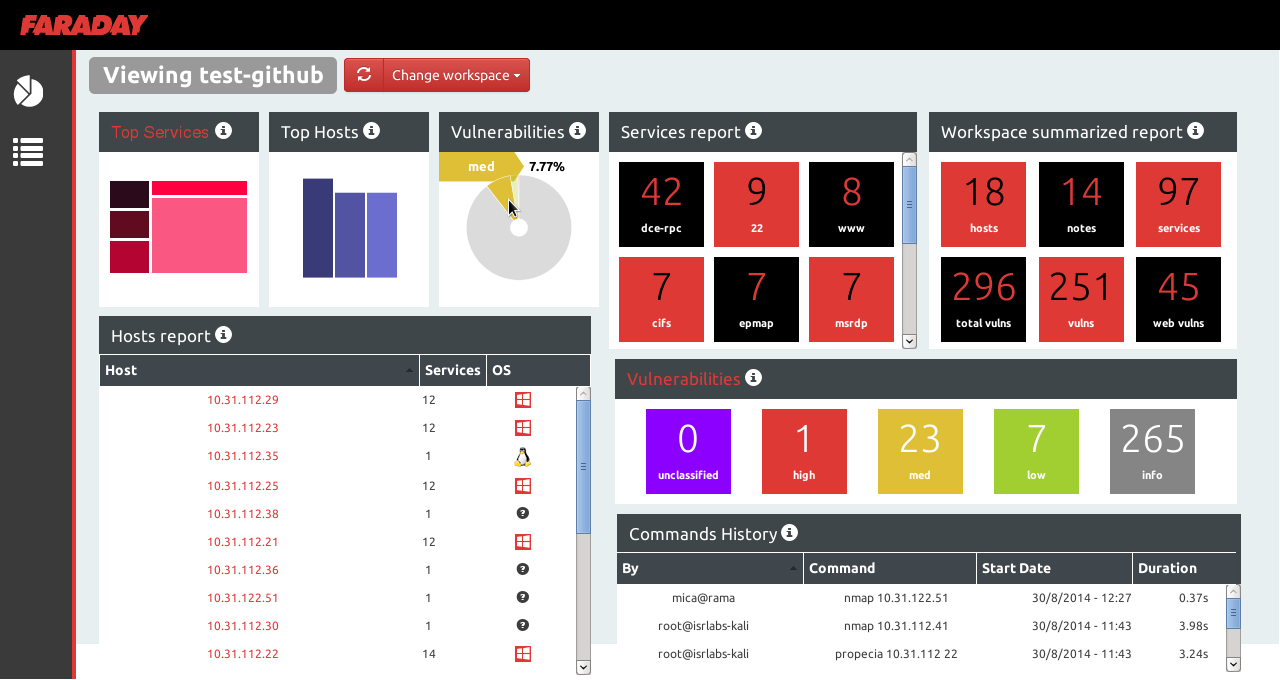 FARADAY
Viewing test-github
Change workspace
Top Services
Top Hosts
Vulnerabilities
med
7.77%
Services report
42
dce-rpc
9
22
8
www
7
cifs
7
epmap
7
msrdp
Workspace summarized report
18
hosts
14
notes
97
services
296
total vulns
251
vulns
45
web vulns
Hosts report
Host Services OS
10.31.112.29 12
10.31.112.23 12
10.31.112.35 1
10.31.112.25 12
10.31.112.38 1
10.31.112.21 12
10.31.112.36 1
10.31.122.51 1
10.31.112.30 1
10.31.112.22 14
Vulnerabilities
0
unclassified
1
high
23
med
7
low
265
info
Commands History
By Command Start Date Duration
mica@rama nmap 10.31.122.51 30/8/2014 - 12:27 0.37s
root@isrlabs-kali nmap 10.31.112.41 30/8/2014 - 11:43 3.98s
root@isrlabs-kali propecia 10.31.112 22 30/8/2014 - 11:43 3.24s